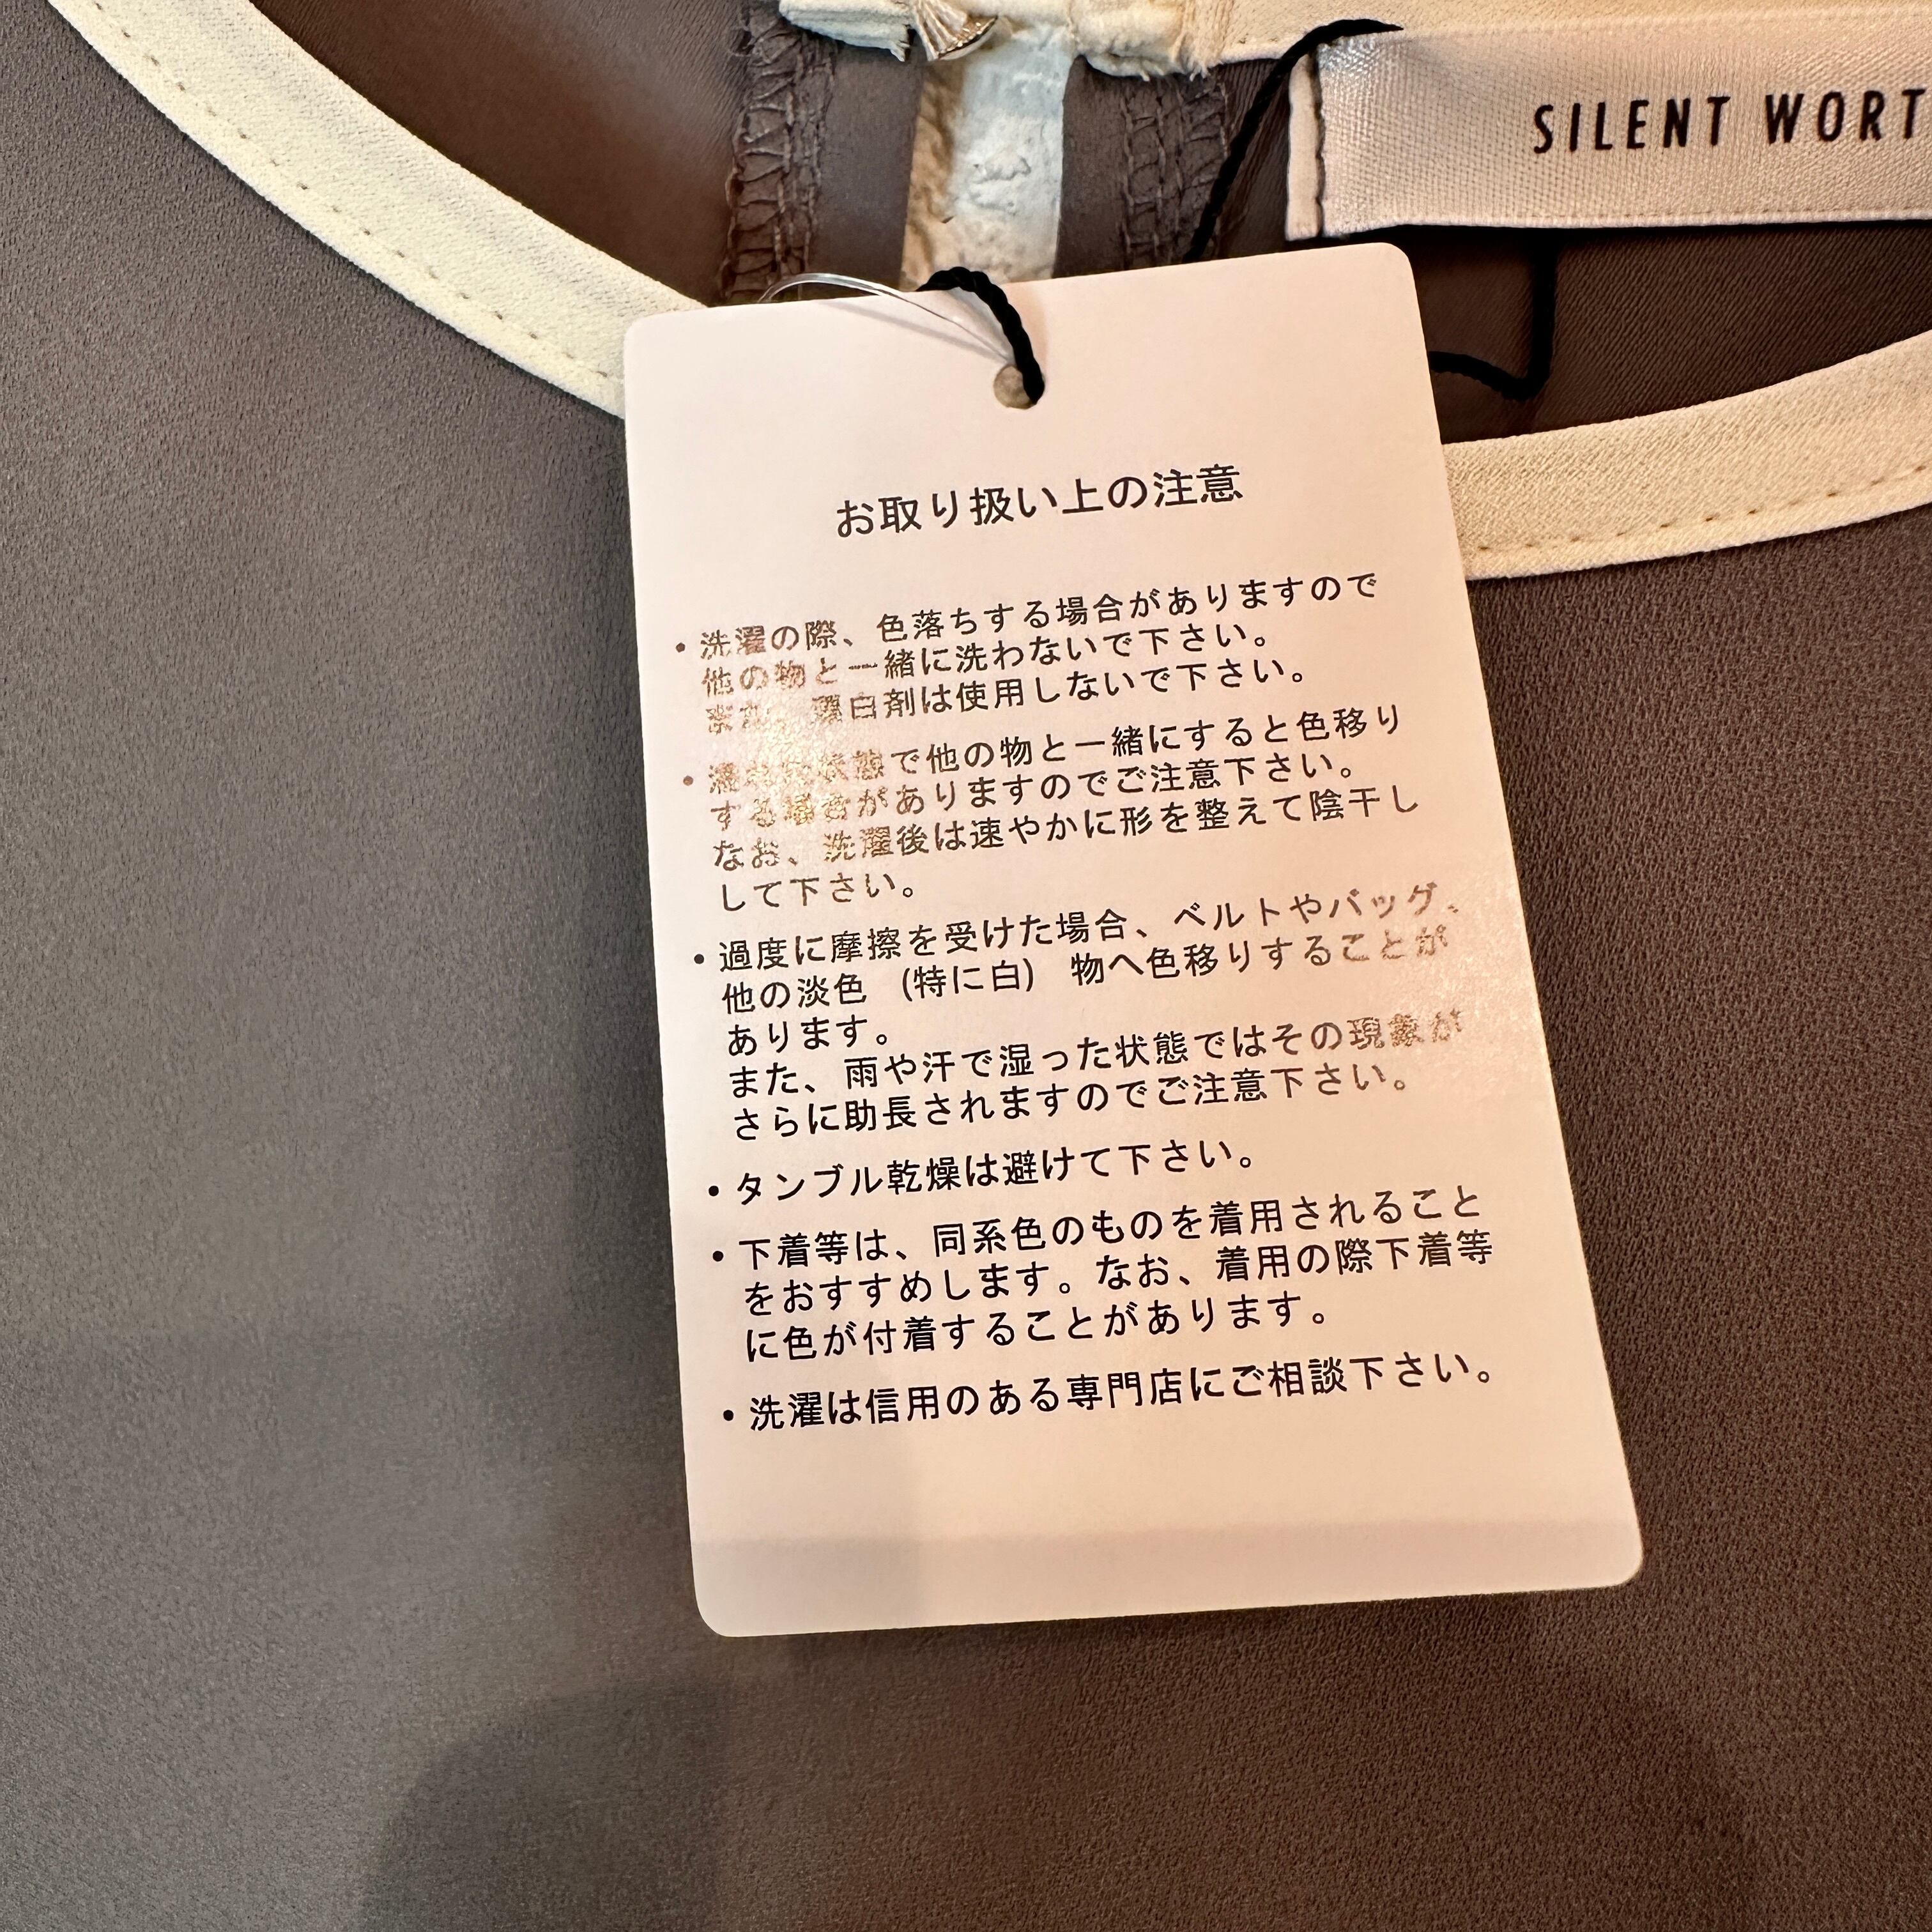 SILENT WORT
お取り扱い上の注意
・洗濯の際、色落ちする場合がありますので
他の物と一緒に洗わないで下さい。
また、漂白剤は使用しないで下さい。
・濡れた状態で他の物と一緒にすると色移り
する場合がありますのでご注意下さい。
なお、洗濯後は速やかに形を整えて陰干し
して下さい。
・過度に摩擦を受けた場合、ベルトやバッグ、
他の淡色 (特に白) 物へ色移りすることが
あります。
また、雨や汗で湿った状態ではその現象が
さらに助長されますのでご注意下さい。
・タンブル乾燥は避けて下さい。
・下着等は、同系色のものを着用されること
をおすすめします。なお、着用の際下着等
に色が付着することがあります。
・洗濯は信用のある専門店にご相談下さい。